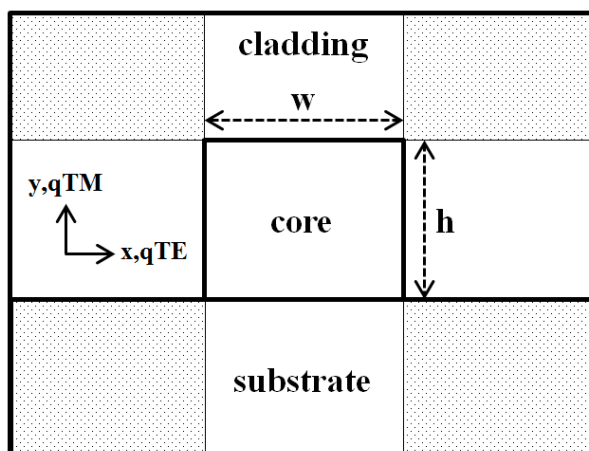 cladding
w
y,qTM
x,qTE
core
h
substrate